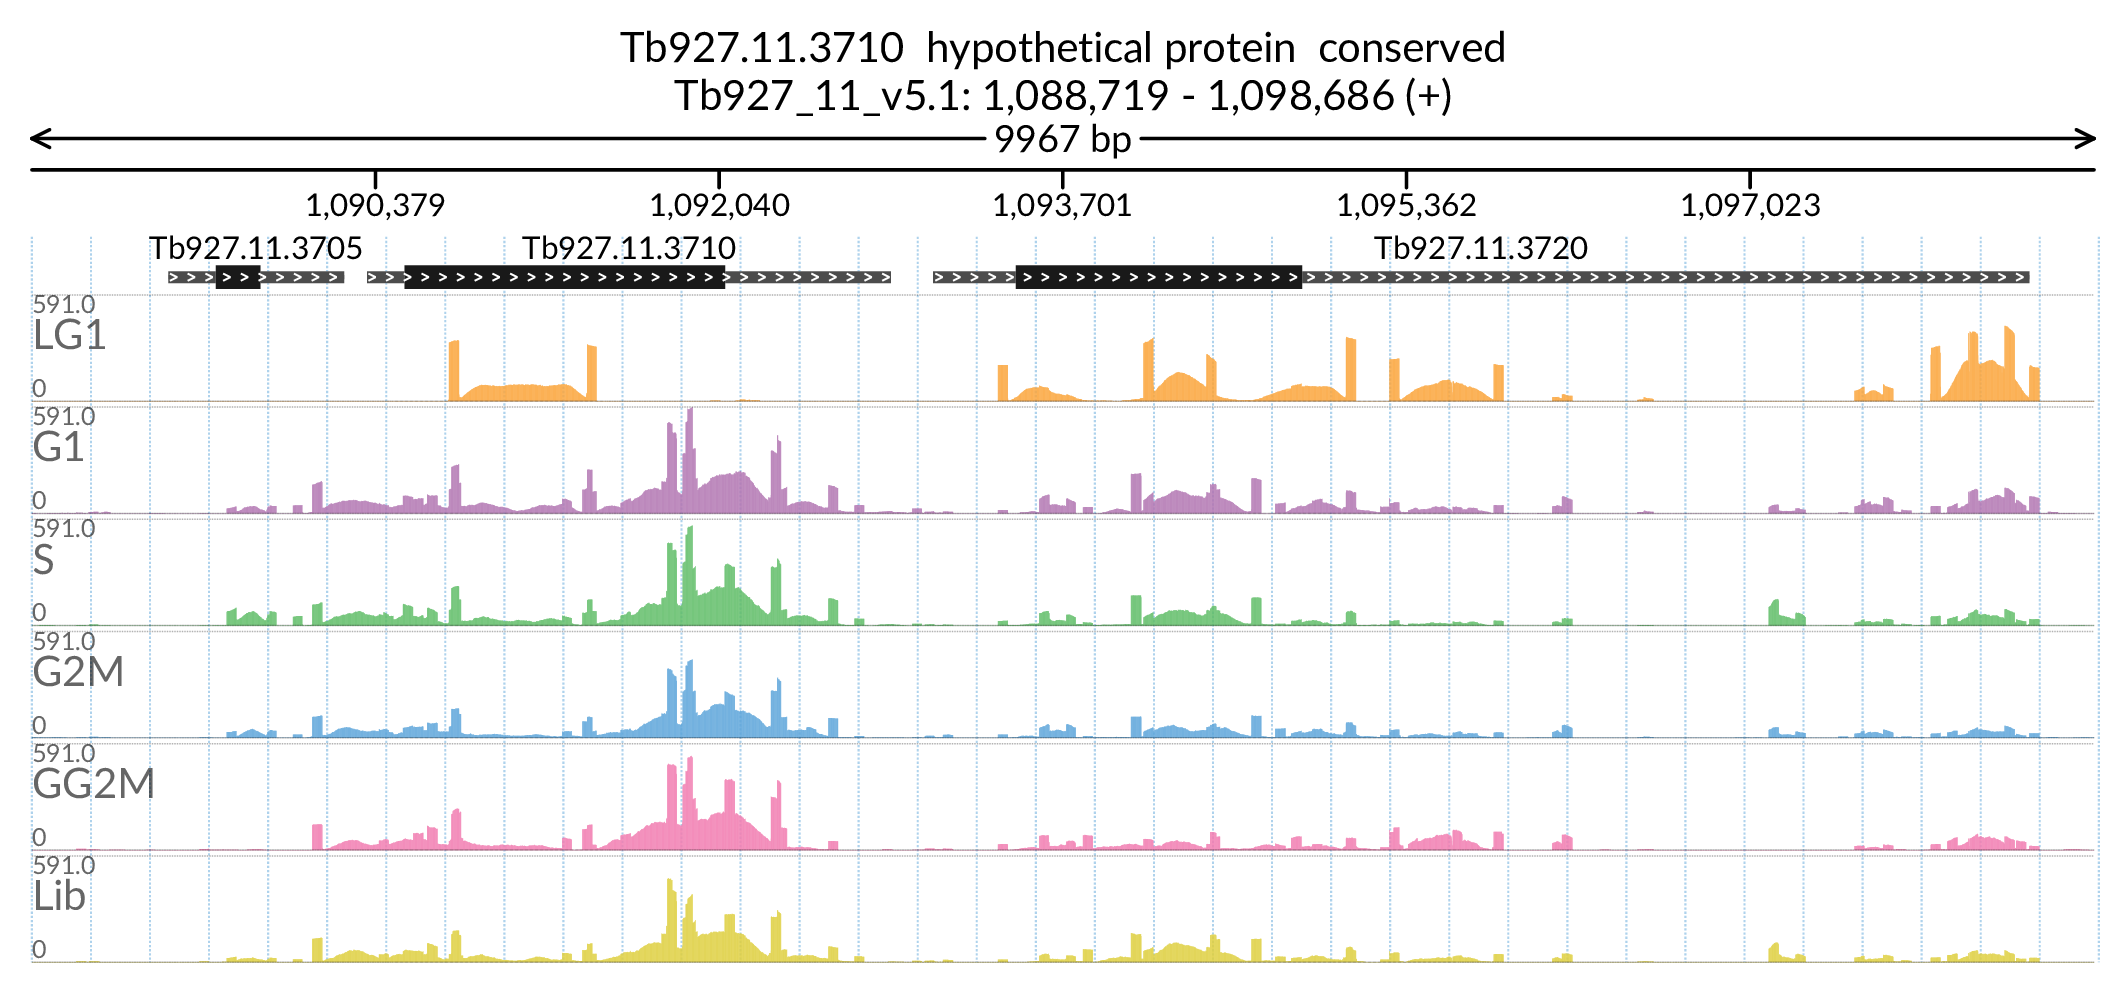 Tb927.11.3710  hypothetical protein  conserved
Tb927_11_v5.1: 1,088,719 - 1,098,686 (+)
9967 bp
1,090,379 1,092,040 1,093,701 1,095,362 1,097,023
Tb927.11.3705 Tb927.11.3710 Tb927.11.3720
591.0
LG1
0
591.0
G1
0
591.0
S
0
591.0
G2M
0
591.0
GG2M
0
591.0
Lib
0